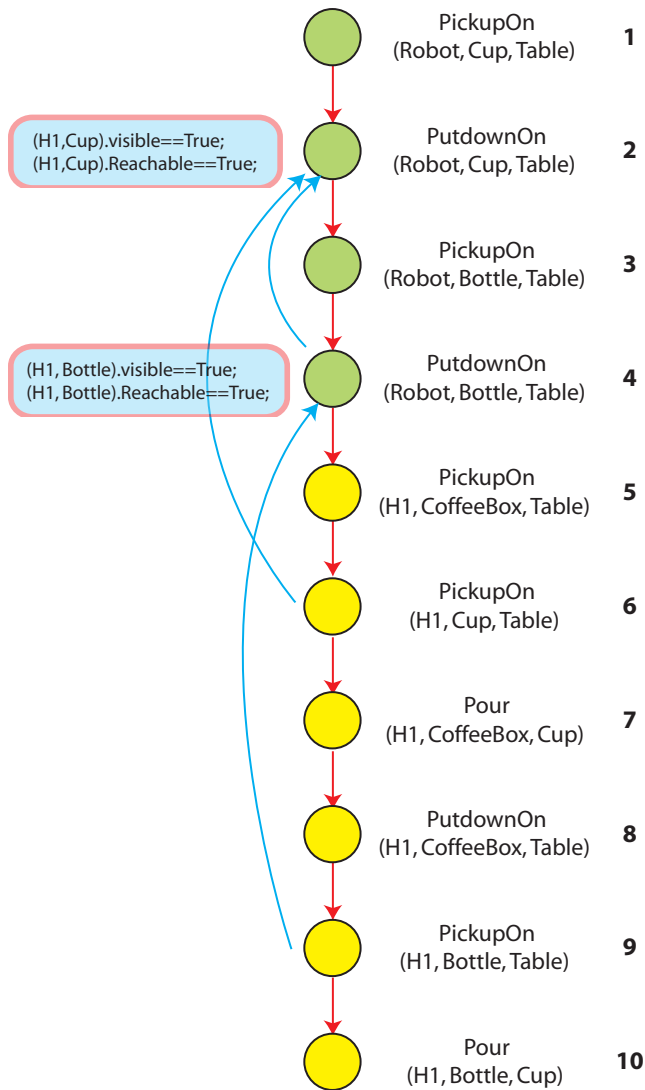 PickupOn
(Robot, Cup, Table)
1
(H1,Cup).visible==True;
(H1,Cup).Reachable==True;
PutdownOn
(Robot, Cup, Table)
2
PickupOn
(Robot, Bottle, Table)
3
(H1, Bottle).visible==True;
(H1, Bottle).Reachable==True;
PutdownOn
(Robot, Bottle, Table)
4
PickupOn
(H1, CoffeeBox, Table)
5
PickupOn
(H1, Cup, Table)
6
Pour
(H1, CoffeeBox, Cup)
7
PutdownOn
(H1, CoffeeBox, Table)
8
PickupOn
(H1, Bottle, Table)
9
Pour
(H1, Bottle, Cup)
10